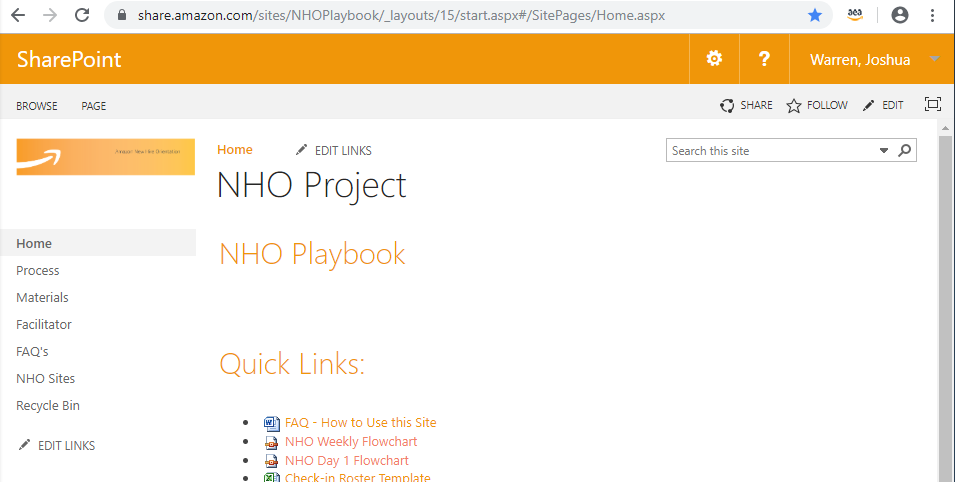 share.amazon.com/sites/NHOPlaybook/_layouts/15/start.aspx#/SitePages/Home.aspx
aea
SharePoint
?
Warren, Joshua
BROWSE PAGE
SHARE FOLLOW EDIT
Amazon New Hire Orientation
Home EDIT LINKS
Search this site
NHO Project
Home
Process
Materials
Facilitator
FAQ's
NHO Sites
Recycle Bin
EDIT LINKS
NHO Playbook
Quick Links:
FAQ - How to Use this Site
NHO Weekly Flowchart
NHO Day 1 Flowchart
Check-in Roster Template